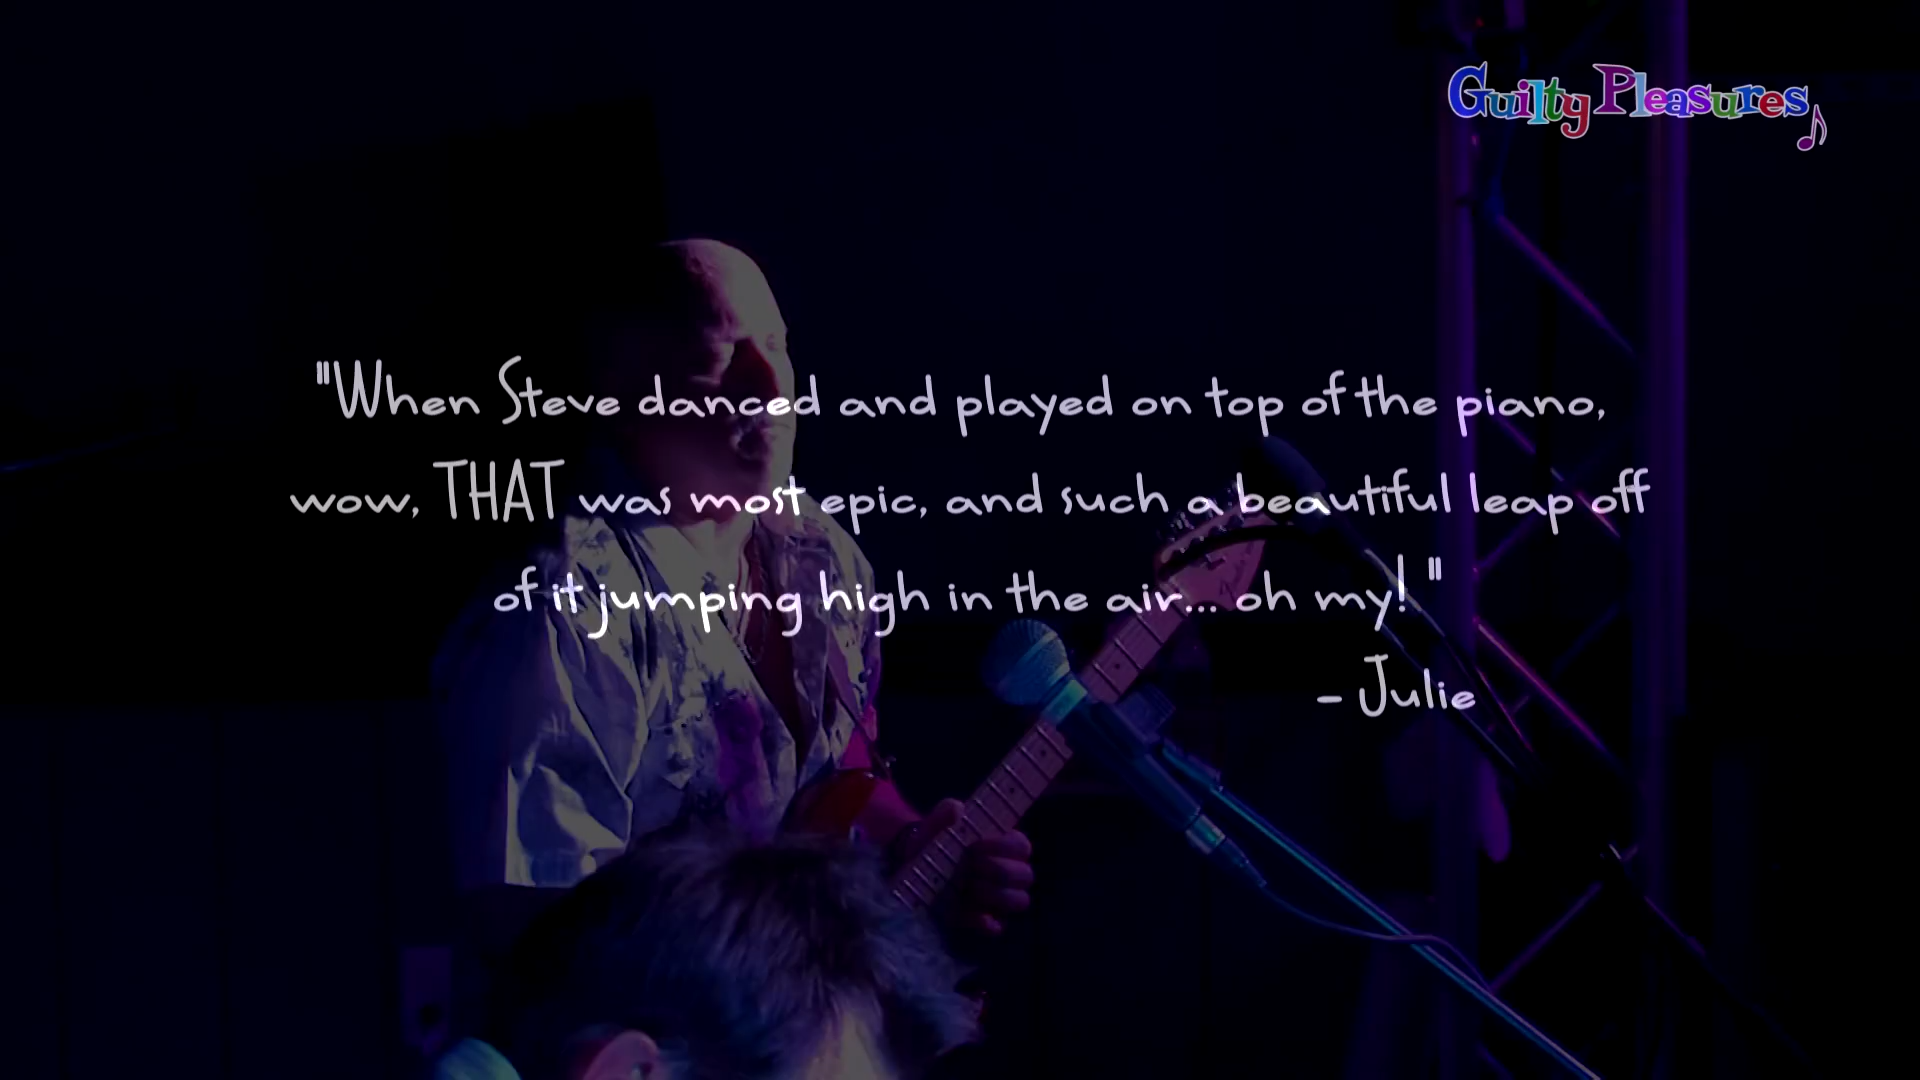 Guilty Pleasures
"When Steve danced and played on top of the piano,
wow, THAT was most epic, and such a beautiful leap off
of it jumping high in the air... oh my! "
- Julie